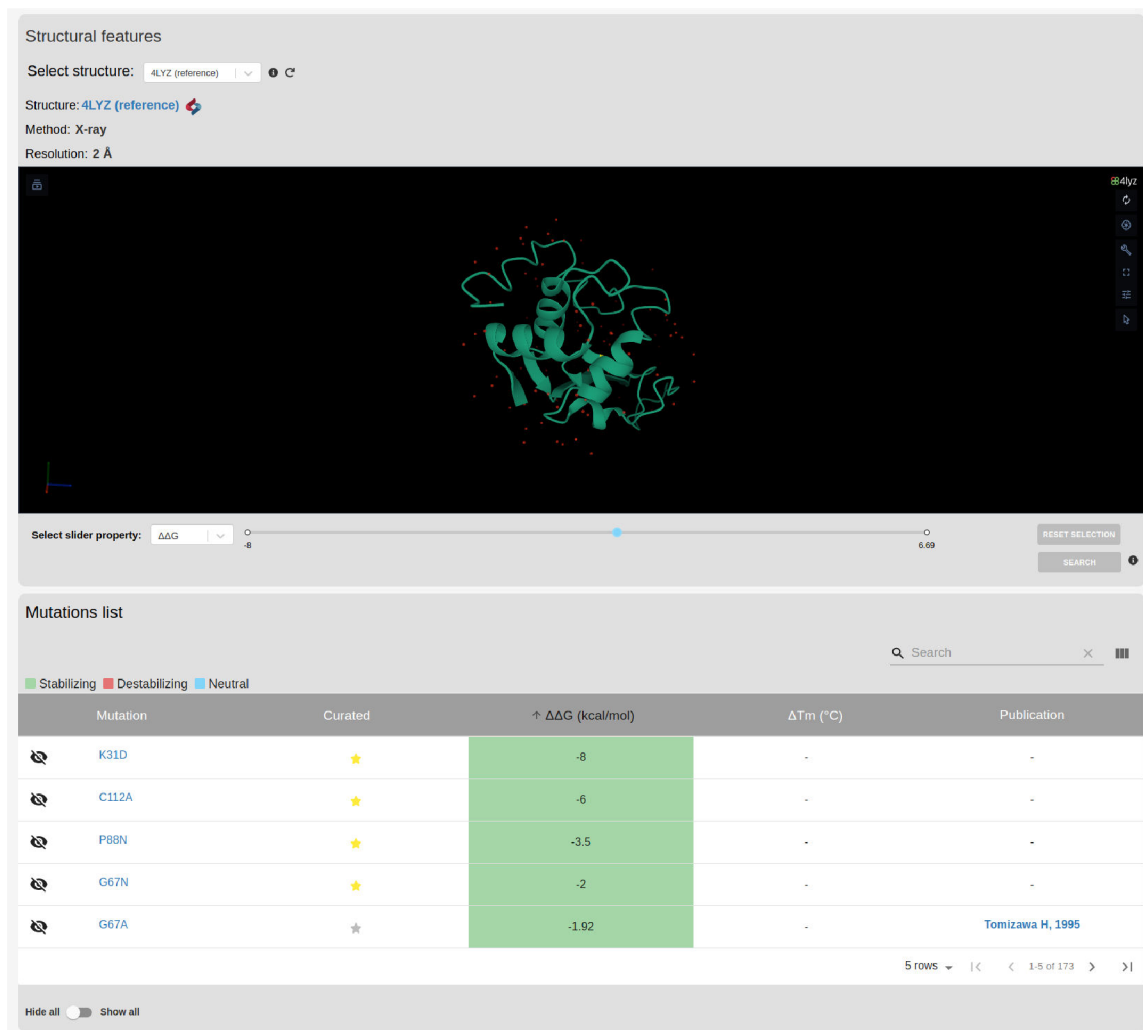 Structural features
Select structure: 4LYZ (reference)
Structure: 4LYZ (reference)
Method: X-ray
Resolution: 2 Å
4lyz
Select slider property: ΔΔG
-8
6.69
RESET SELECTION
SEARCH
Mutations list
Search
Stabilizing Destabilizing Neutral
Mutation Curated ΔΔG (kcal/mol) ΔTm (°C) Publication
K31D -8 - -
C112A -6 - -
P88N -3.5 - -
G67N -2 - -
G67A -1.92 - Tomizawa H, 1995
5 rows 1-5 of 173
Hide all Show all